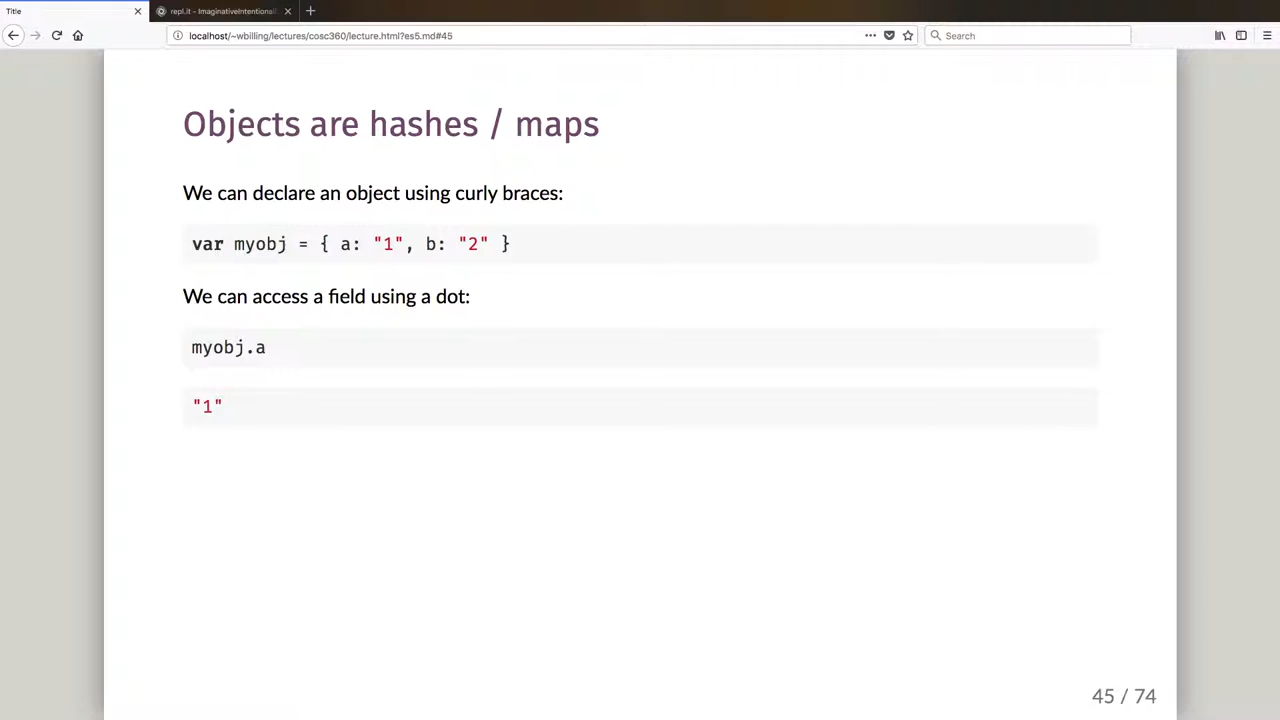 Title
repl.it - ImaginativeIntentional
localhost/~wbilling/lectures/cosc360/lecture.html?es5.md#45
Search
Objects are hashes / maps
We can declare an object using curly braces:
var myobj = { a: "1", b: "2" }
We can access a field using a dot:
myobj.a
"1"
45 / 74